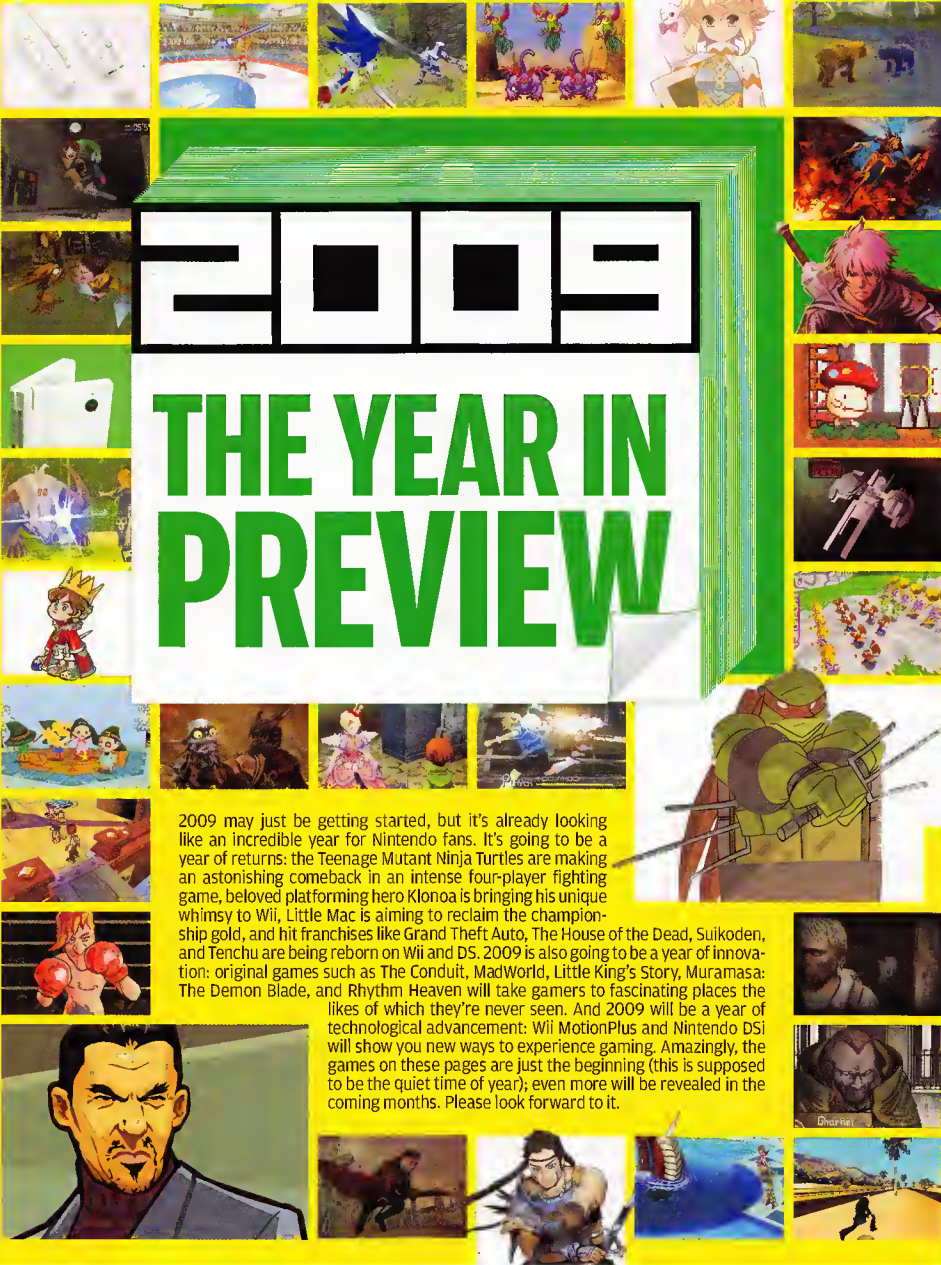 2009
THE YEAR IN
PREVIEW
2009 may just be getting started, but it's already looking
like an incredible year for Nintendo fans. It's going to be a
year of returns: the Teenage Mutant Ninja Turtles are making
an astonishing comeback in an intense four-player fighting
game, beloved platforming hero Klonoa is bringing his unique
whimsy to Wii, Little Mac is aiming to reclaim the champion-
ship gold, and hit franchises like Grand Theft Auto, The House of the Dead, Suikoden,
and Tenchu are being reborn on Wii and DS. 2009 is also going to be a year of innova-
tion: original games such as The Conduit, MadWorld, Little King's Story, Muramasa:
The Demon Blade, and Rhythm Heaven will take gamers to fascinating places the
likes of which they're never seen. And 2009 will be a year of
technological advancement: Wii MotionPlus and Nintendo DSi
will show you new ways to experience gaming. Amazingly, the
games on these pages are just the beginning (this is supposed
to be the quiet time of year); even more will be revealed in the
coming months. Please look forward to it.